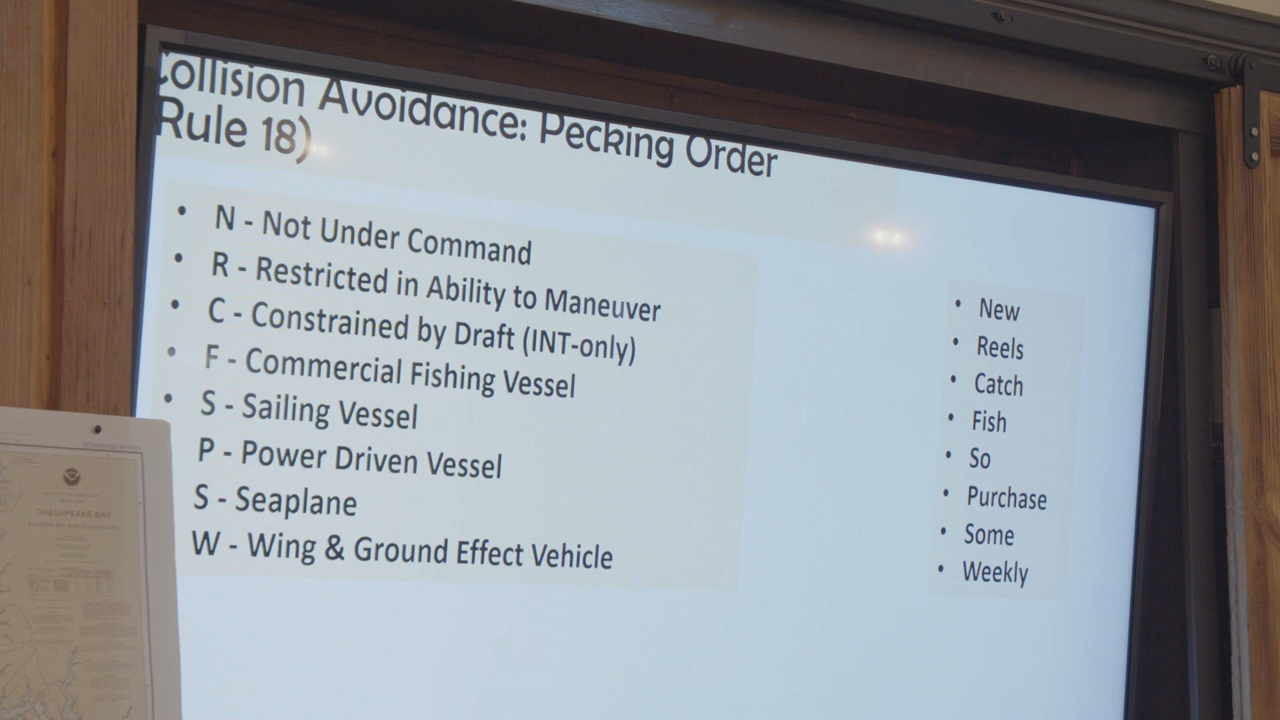 Collision Avoidance: Pecking Order
Rule 18)
• N - Not Under Command
• R - Restricted in Ability to Maneuver
• C - Constrained by Draft (INT-only)
• F - Commercial Fishing Vessel
• S - Sailing Vessel
P - Power Driven Vessel
S - Seaplane
W - Wing & Ground Effect Vehicle
• New
• Reels
• Catch
• Fish
• So
• Purchase
• Some
• Weekly
CHESAPEAKE BAY